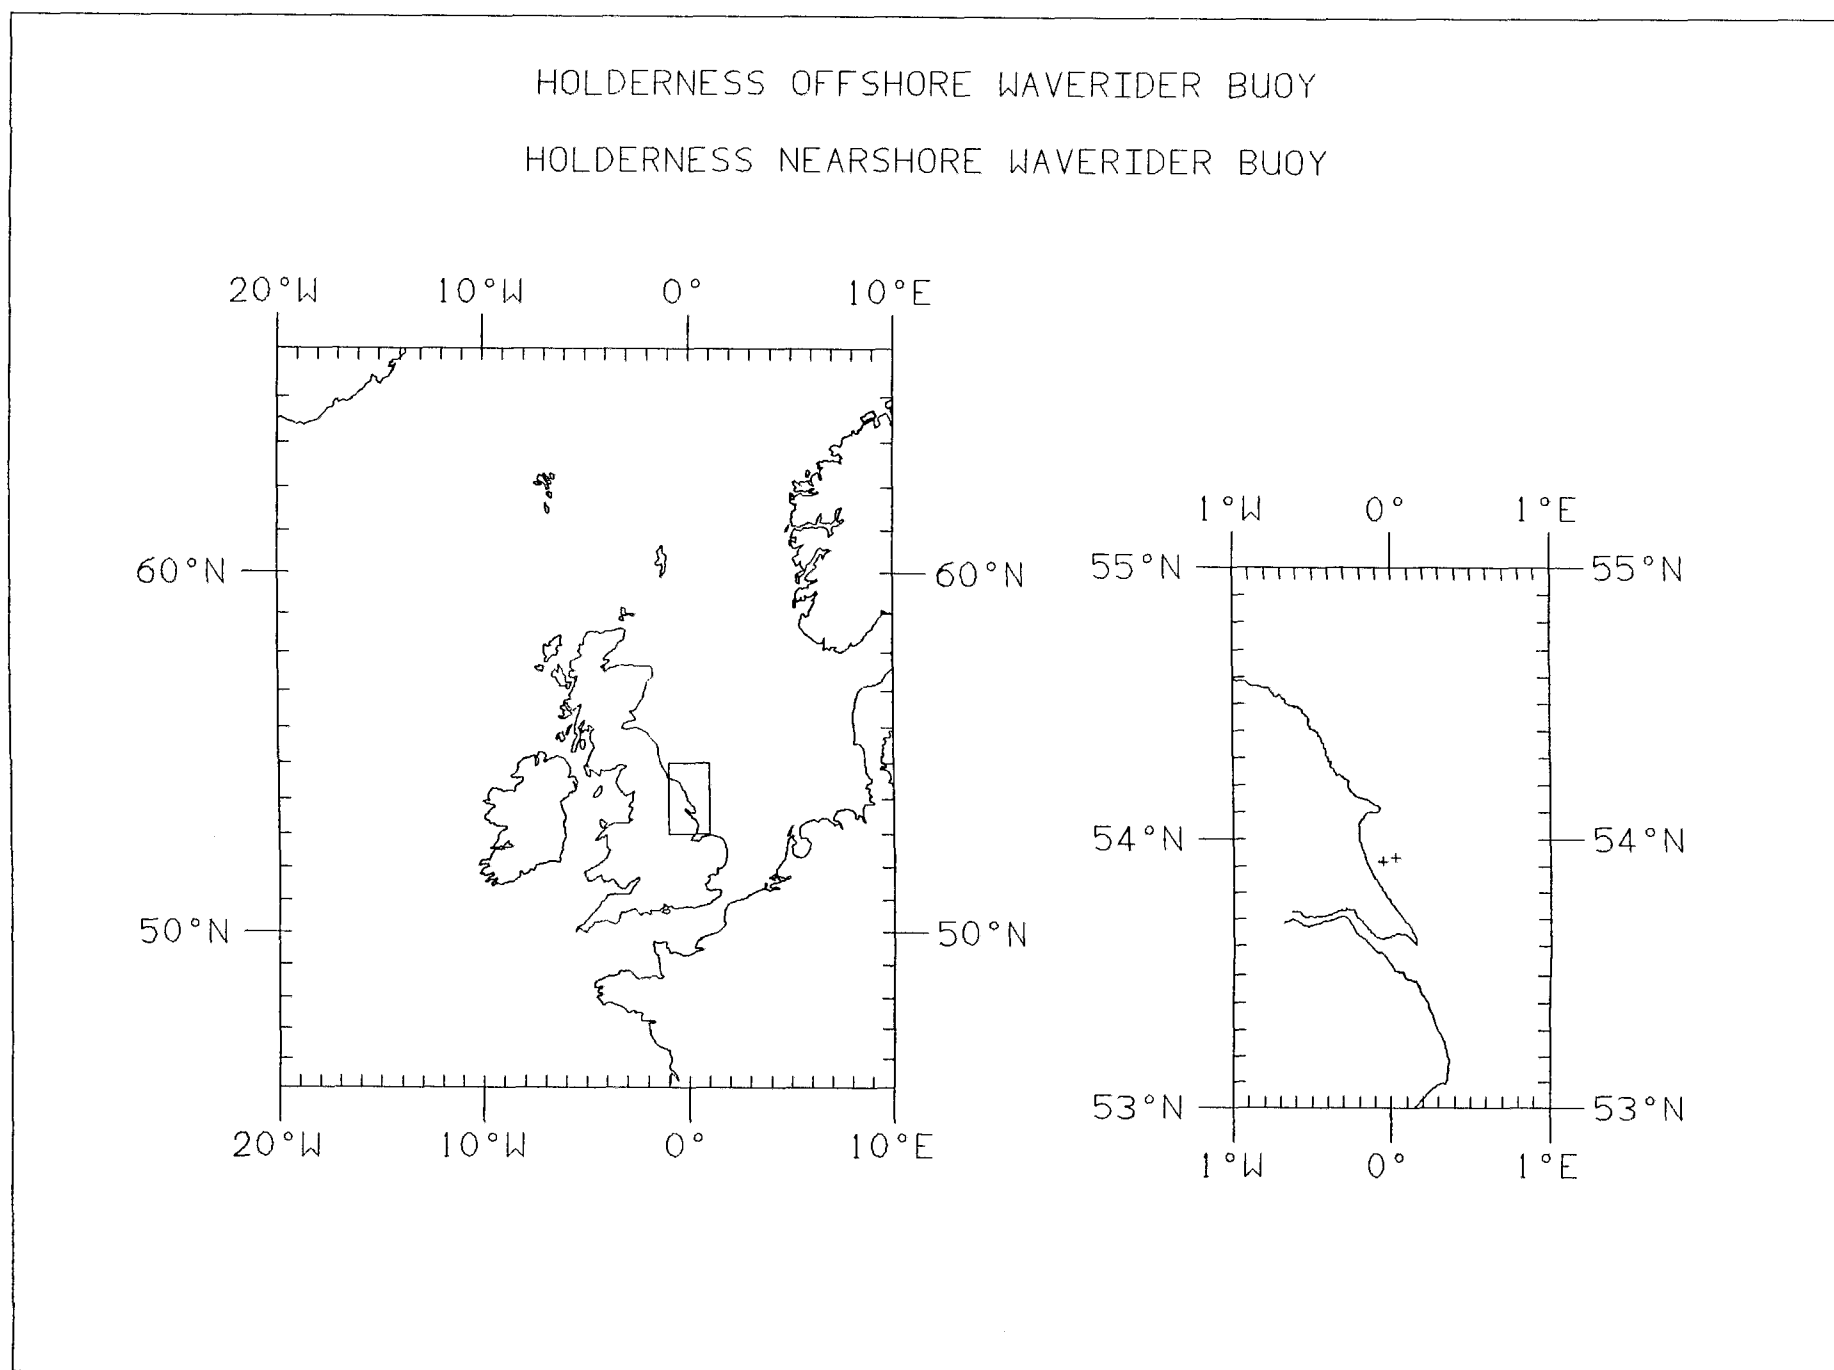 HOLDERNESS OFFSHORE WAVERIDER BUOY
HOLDERNESS NEARSHORE WAVERIDER BUOY
20°W 10°W 0° 10°E
60°N 60°N
50°N 50°N
20°W 10°W 0° 10°E
1°W 0° 1°E
55°N 55°N
54°N 54°N
53°N 53°N
1°W 0° 1°E